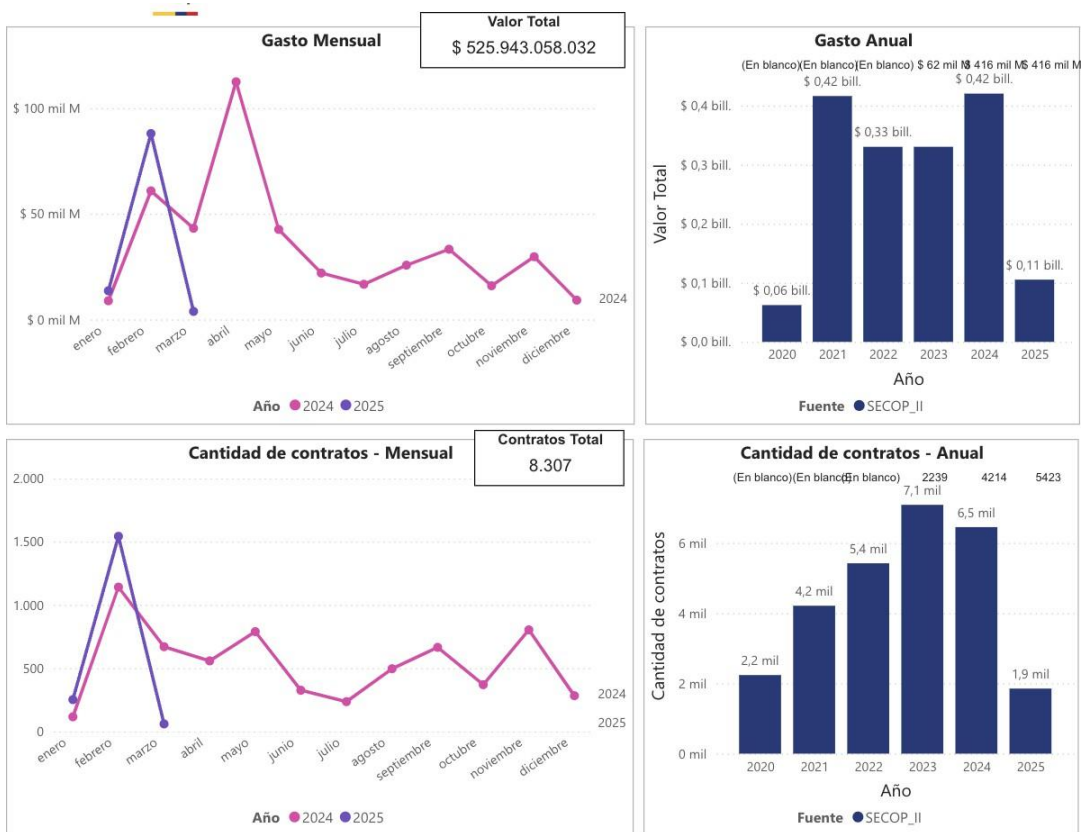 Valor Total
$ 525.943.058.032
Gasto Mensual
$ 100 mil M
$ 50 mil M
$ 0 mil M
2024
enero febrero marzo abril mayo junio julio agosto septiembre octubre noviembre diciembre
Año 2024 2025
Gasto Anual
(En blanco) (En blanco) (En blanco) $ 62 mil M $ 416 mil M $ 416 mil M
$ 0,42 bill. $ 0,42 bill.
$ 0,4 bill.
$ 0,33 bill.
$ 0,3 bill.
$ 0,2 bill.
$ 0,11 bill.
$ 0,1 bill.
$ 0,06 bill.
$ 0,0 bill.
Valor Total
2020 2021 2022 2023 2024 2025
Año
Fuente SECOP_II
Contratos Total
8.307
Cantidad de contratos - Mensual
2.000
1.500
1.000
500
0
2024
2025
enero febrero marzo abril mayo junio julio agosto septiembre octubre noviembre diciembre
Año 2024 2025
Cantidad de contratos - Anual
(En blanco) (En blanco) (En blanco) 2239 4214 5423
7,1 mil
6,5 mil
6 mil
5,4 mil
4,2 mil
4 mil
2,2 mil
2 mil
1,9 mil
0 mil
Cantidad de contratos
2020 2021 2022 2023 2024 2025
Año
Fuente SECOP_II